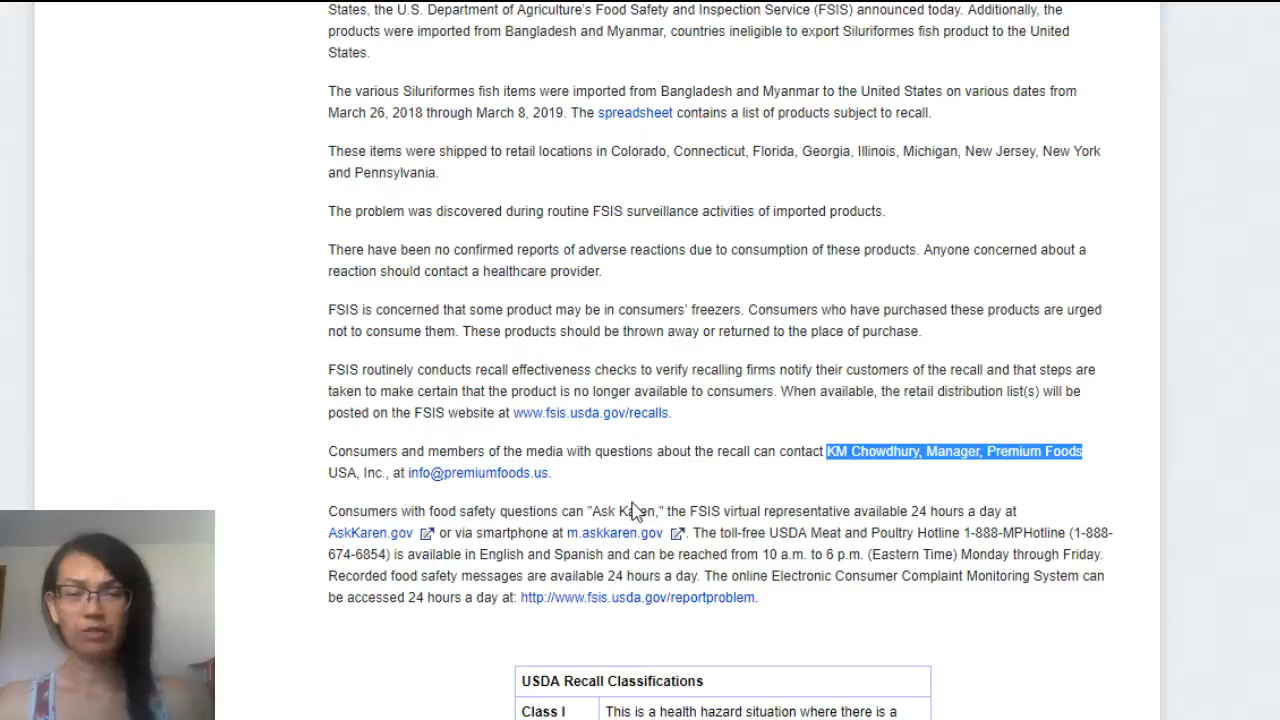 States, the U.S. Department of Agriculture's Food Safety and Inspection Service (FSIS) announced today. Additionally, the
products were imported from Bangladesh and Myanmar, countries ineligible to export Siluriformes fish product to the United
States.
The various Siluriformes fish items were imported from Bangladesh and Myanmar to the United States on various dates from
March 26, 2018 through March 8, 2019. The spreadsheet contains a list of products subject to recall.
These items were shipped to retail locations in Colorado, Connecticut, Florida, Georgia, Illinois, Michigan, New Jersey, New York
and Pennsylvania.
The problem was discovered during routine FSIS surveillance activities of imported products.
There have been no confirmed reports of adverse reactions due to consumption of these products. Anyone concerned about a
reaction should contact a healthcare provider.
FSIS is concerned that some product may be in consumers' freezers. Consumers who have purchased these products are urged
not to consume them. These products should be thrown away or returned to the place of purchase.
FSIS routinely conducts recall effectiveness checks to verify recalling firms notify their customers of the recall and that steps are
taken to make certain that the product is no longer available to consumers. When available, the retail distribution list(s) will be
posted on the FSIS website at www.fsis.usda.gov/recalls.
Consumers and members of the media with questions about the recall can contact KM Chowdhury, Manager, Premium Foods
USA, Inc., at info@premiumfoods.us.
Consumers with food safety questions can "Ask Karen," the FSIS virtual representative available 24 hours a day at
AskKaren.gov or via smartphone at m.askkaren.gov . The toll-free USDA Meat and Poultry Hotline 1-888-MPHotline (1-888-
674-6854) is available in English and Spanish and can be reached from 10 a.m. to 6 p.m. (Eastern Time) Monday through Friday.
Recorded food safety messages are available 24 hours a day. The online Electronic Consumer Complaint Monitoring System can
be accessed 24 hours a day at: http://www.fsis.usda.gov/reportproblem.
USDA Recall Classifications
Class I This is a health hazard situation where there is a